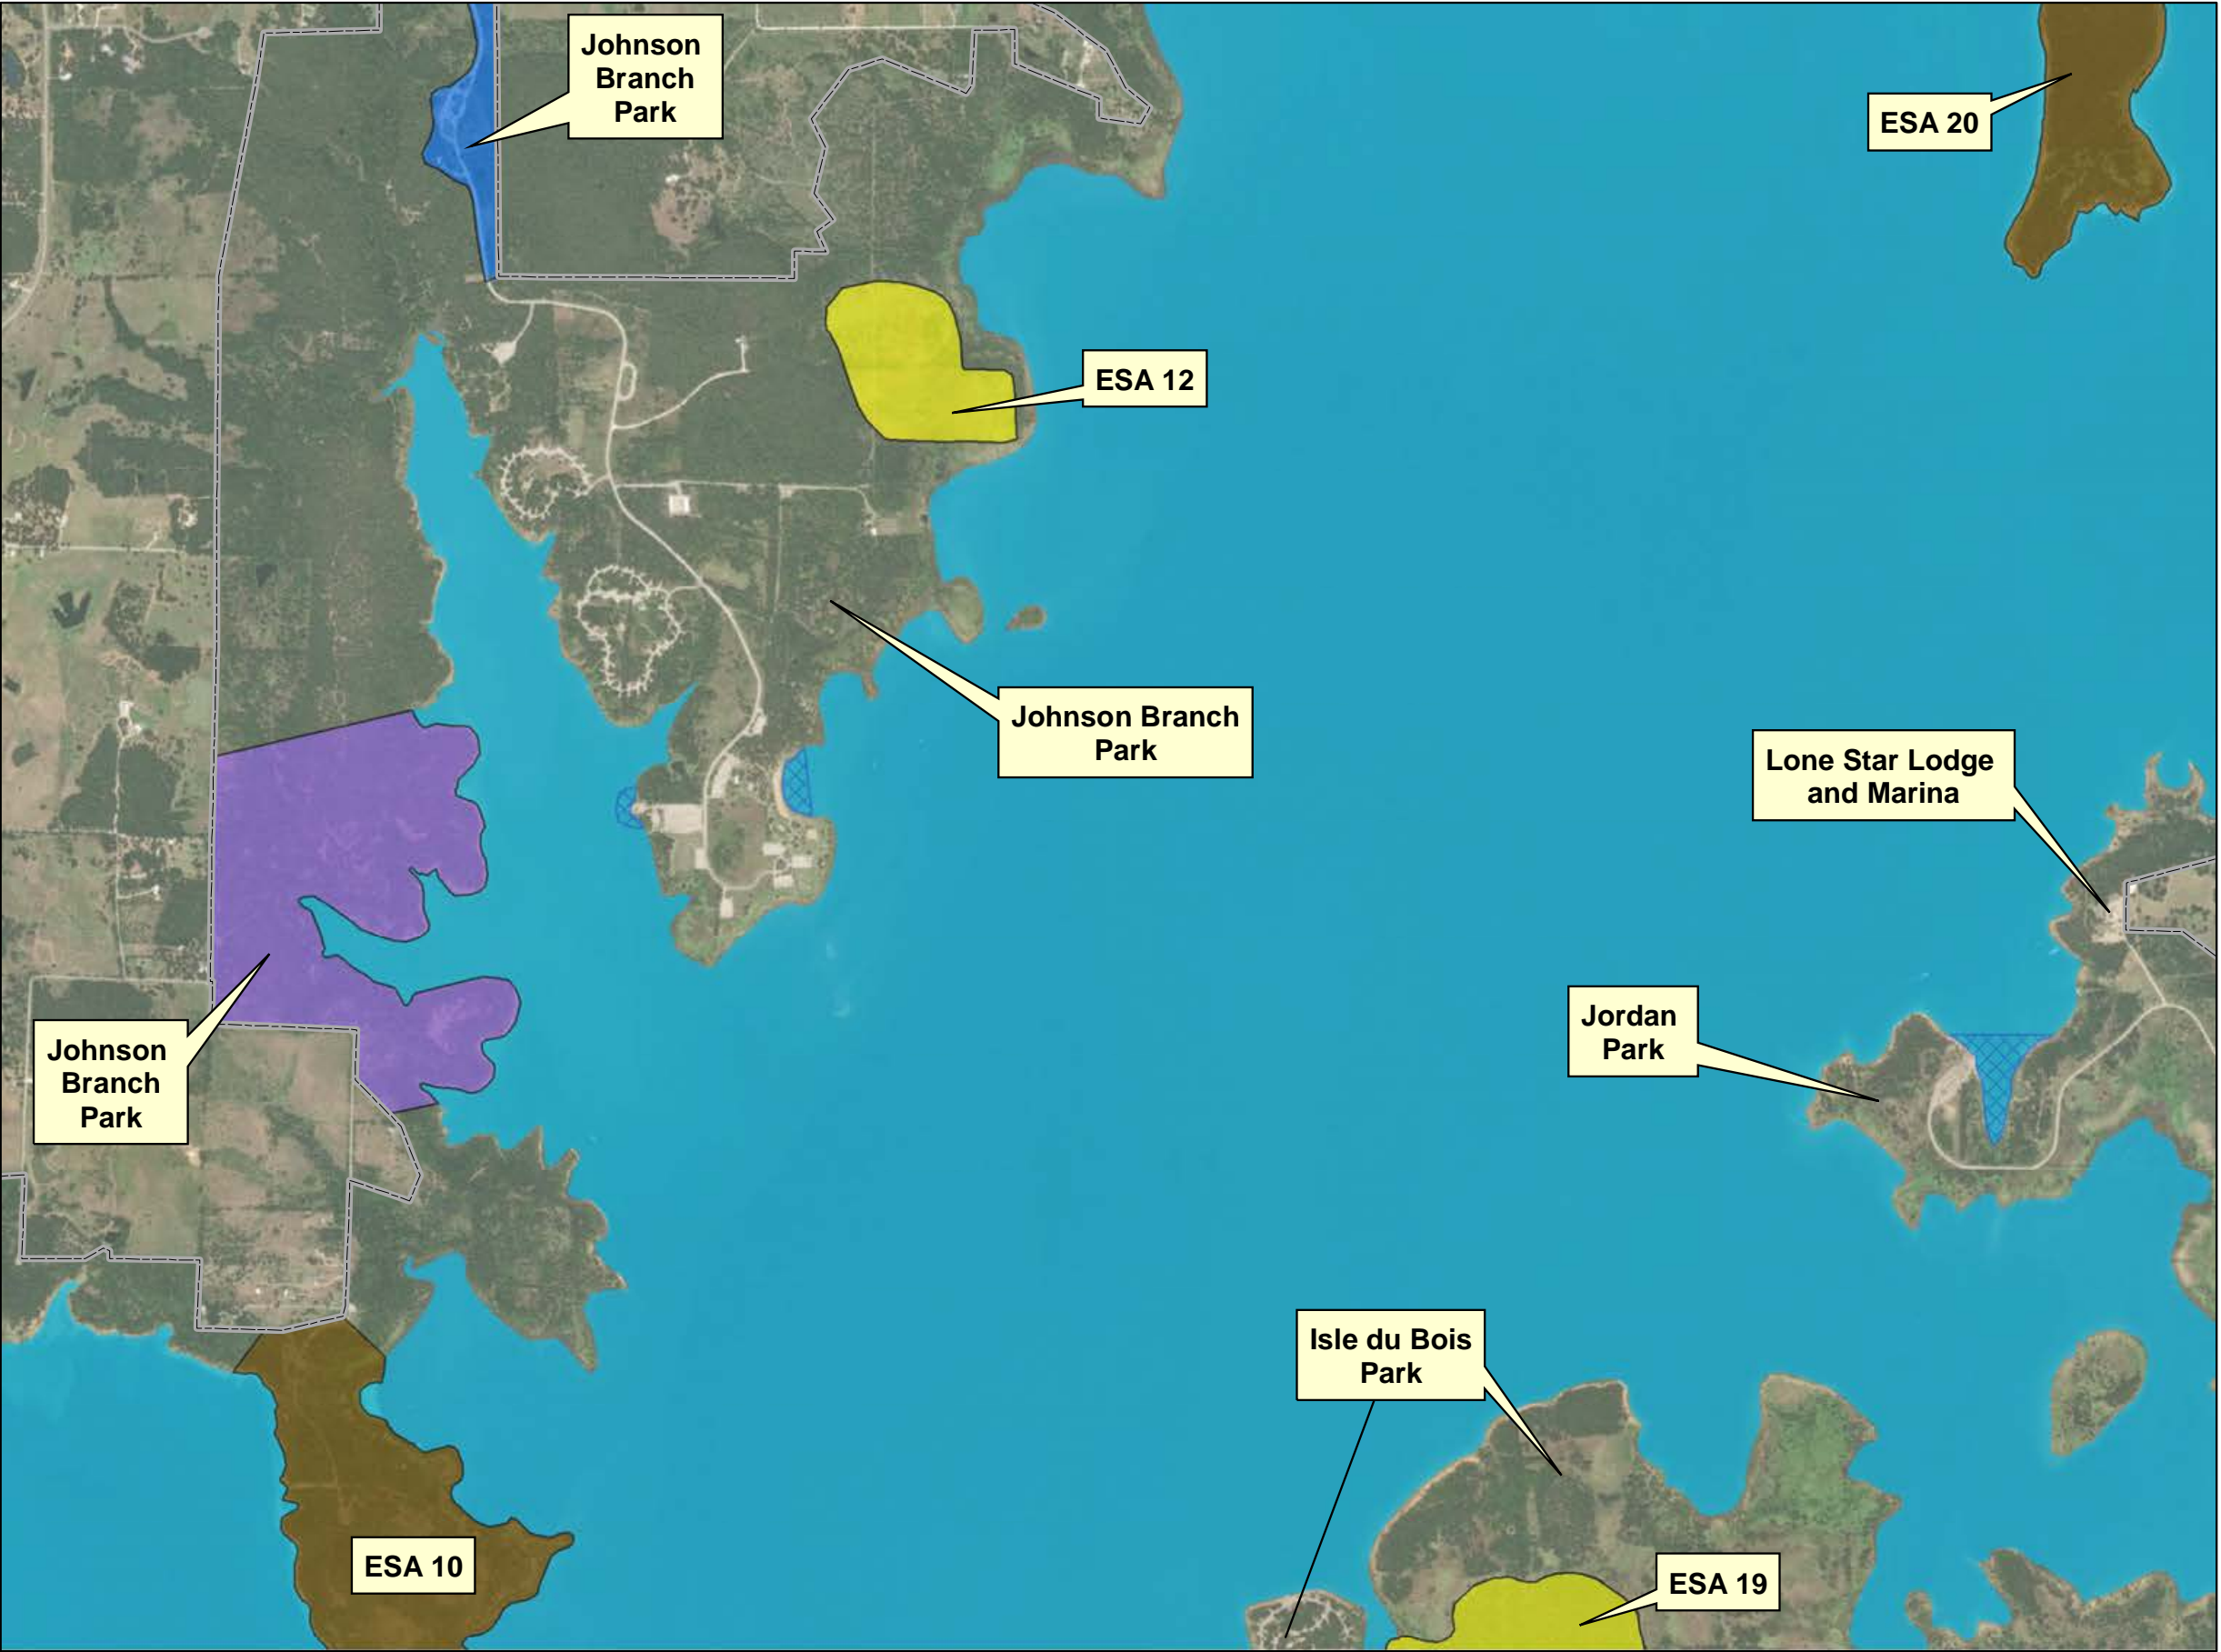 Johnson
Branch
Park
ESA 20
ESA 12
Johnson Branch
Park
Lone Star Lodge
and Marina
Jordan
Park
Johnson
Branch
Park
Isle du Bois
Park
ESA 10
ESA 19